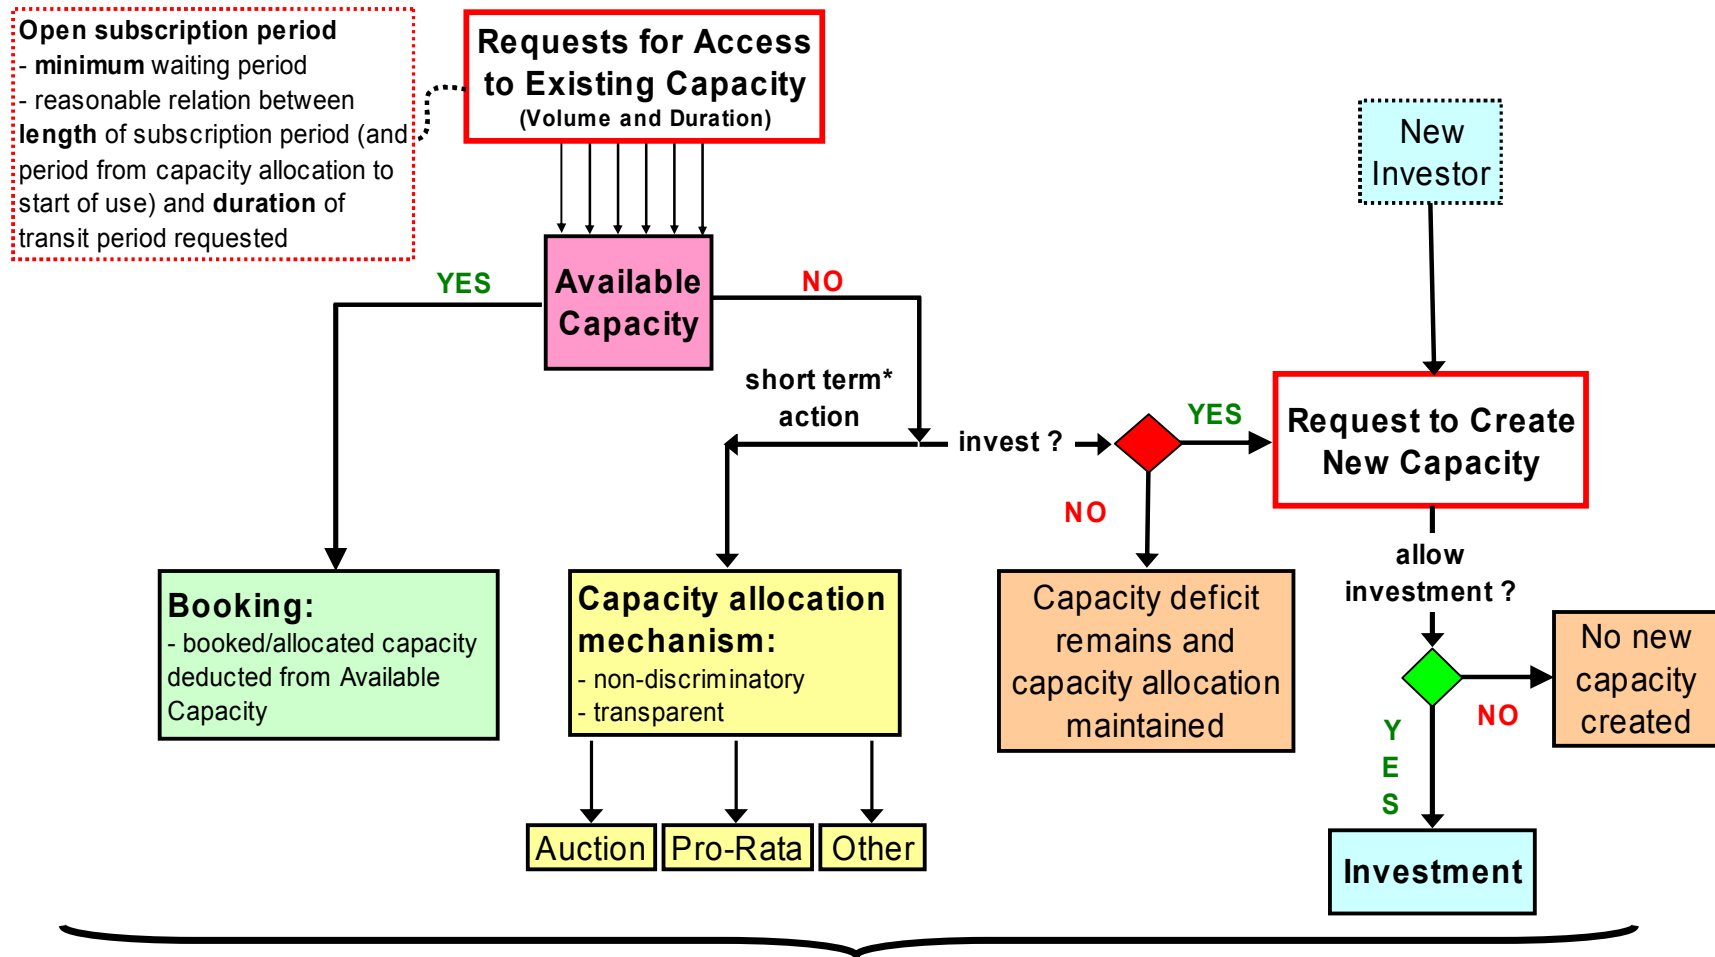 Open subscription period
- minimum waiting period
- reasonable relation between
length of subscription period (and
period from capacity allocation to
start of use) and duration of
transit period requested
Requests for Access
to Existing Capacity
(Volume and Duration)
New
Investor
YES
Available
Capacity
NO
short term*
action
invest ?
YES
NO
Request to Create
New Capacity
allow
investment ?
Booking:
- booked/allocated capacity
deducted from Available
Capacity
Capacity allocation
mechanism:
- non-discriminatory
- transparent
Capacity deficit
remains and
capacity allocation
maintained
No new
capacity
created
NO
Y
E
S
Auction
Pro-Rata
Other
Investment